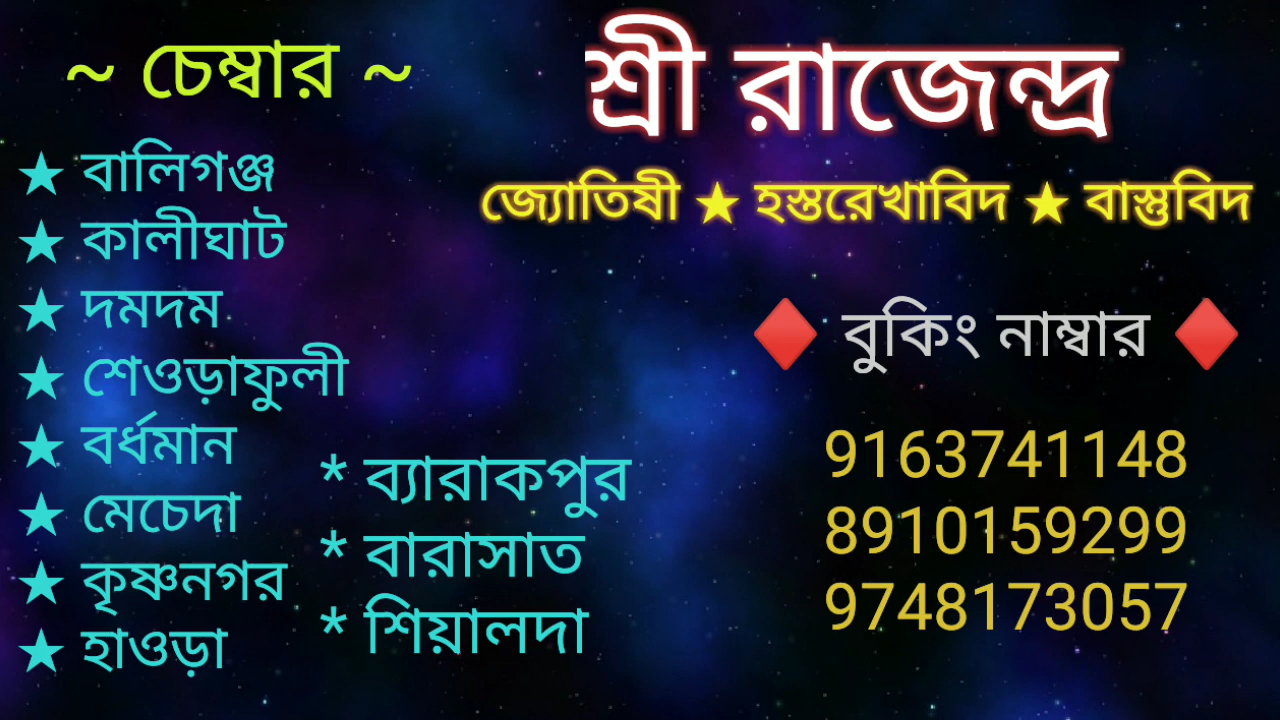 ~ চেম্বার ~
★ বালিগঞ্জ
★ কালীঘাট
★ দমদম
★ শেওড়াফুলী
★ বর্ধমান
★ মেচেদা
★ কৃষ্ণনগর
★ হাওড়া
* ব্যারাকপুর
* বারাসাত
* শিয়ালদা
শ্রী রাজেন্দ্র
জ্যোতিষী ★ হস্তরেখাবিদ ★ বাস্তুবিদ
♦ বুকিং নাম্বার ♦
9163741148
8910159299
9748173057